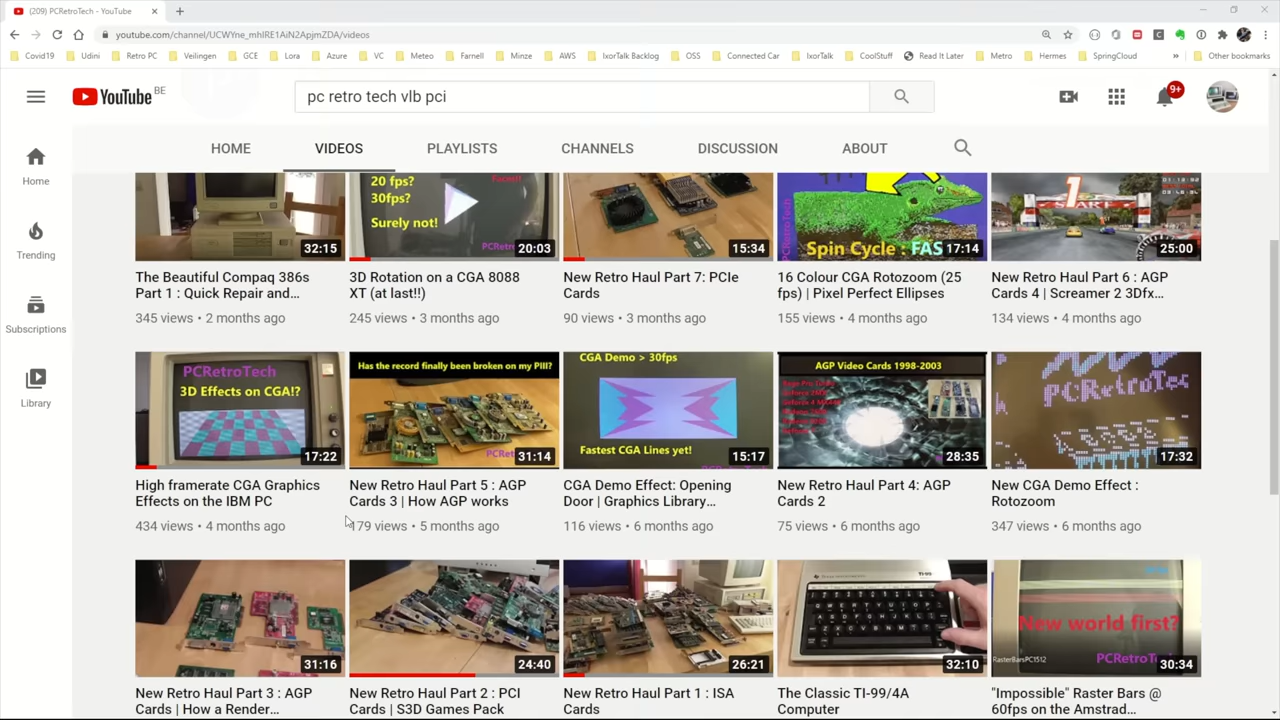 (209) PCRetroTech - YouTube
youtube.com/channel/UCWYne_mhlRE1AiN2ApjmZDA/videos
Covid19 Udini Retro PC Veilingen GCE Lora Azure VC Meteo Farnell Minze AWS IxorTalk Backlog OSS Connected Car IxorTalk CoolStuff Read It Later Metro Hermes SpringCloud » Other bookmarks
YouTube BE
pc retro tech vlb pci
9+
HOME VIDEOS PLAYLISTS CHANNELS DISCUSSION ABOUT
Home
Trending
Subscriptions
Library
32:15
20 fps?
30fps?
Surely not!
20:03
15:34
Spin Cycle : FAS
17:14
25:00
The Beautiful Compaq 386s
Part 1 : Quick Repair and...
345 views • 2 months ago
3D Rotation on a CGA 8088
XT (at last!!)
245 views • 3 months ago
New Retro Haul Part 7: PCIe
Cards
90 views • 3 months ago
16 Colour CGA Rotozoom (25
fps) | Pixel Perfect Ellipses
155 views • 4 months ago
New Retro Haul Part 6 : AGP
Cards 4 | Screamer 2 3Dfx...
134 views • 4 months ago
PCRETROTECH
3D Effects on CGA!?
17:22
Has the record finally been broken on my PIII?
31:14
CGA Demo > 30fps
Fastest CGA Lines yet!
15:17
AGP Video Cards 1998-2003
28:35
PCRetroTec
17:32
High framerate CGA Graphics
Effects on the IBM PC
434 views • 4 months ago
New Retro Haul Part 5 : AGP
Cards 3 | How AGP works
179 views • 5 months ago
CGA Demo Effect: Opening
Door | Graphics Library...
116 views • 6 months ago
New Retro Haul Part 4: AGP
Cards 2
75 views • 6 months ago
New CGA Demo Effect :
Rotozoom
347 views • 6 months ago
31:16
24:40
26:21
32:10
New world first?
RasterBarsPC1512
PCRetroT
30:34
New Retro Haul Part 3 : AGP
Cards | How a Render...
New Retro Haul Part 2 : PCI
Cards | S3D Games Pack
New Retro Haul Part 1 : ISA
Cards
The Classic TI-99/4A
Computer
"Impossible" Raster Bars @
60fps on the Amstrad...